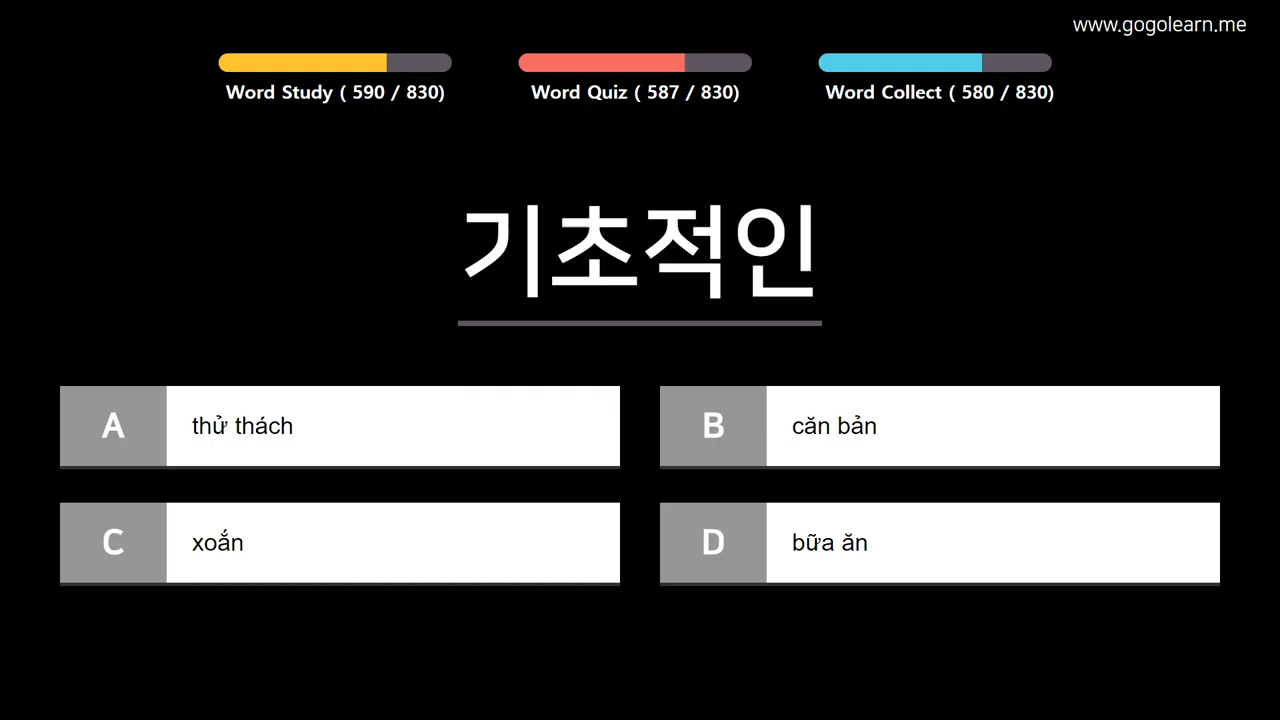 www.gogolearn.me
Word Study ( 590 / 830)
Word Quiz ( 587 / 830)
Word Collect ( 580 / 830)
기초적인
A
thử thách
B
căn bản
C
xoắn
D
bữa ăn